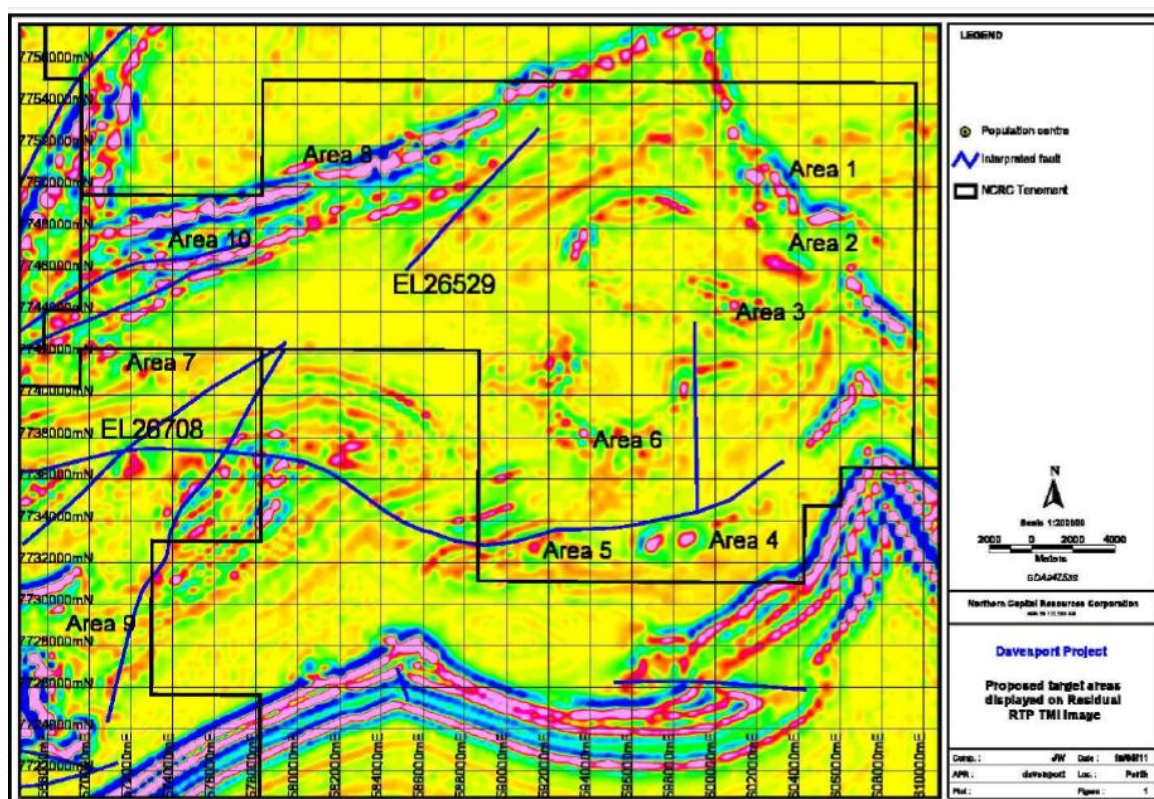 7756000mN
7754000mN
7752000mN
7750000mN
7748000mN
7746000mN
7744000mN
7742000mN
7740000mN
7738000mN
7736000mN
7734000mN
7732000mN
7730000mN
7728000mN
7726000mN
7724000mN
7722000mN
Area 8
Area 1
Area 10
Area 2
EL26529
Area 3
Area 7
EL26708
Area 6
Area 5
Area 4
Area 9
LEGEND
Population centre
Interpreted fault
NCRC Tenement
N
Scale 1:200000
2000 0 2000 4000
Meters
Northern Capital Resources Corporation
Davenport Project
Proposed target areas
displayed on Residual
RTP TMI Image
Comp.: JW Date:
APR: davenport Loc.: Perth
Plot: Figure: 1